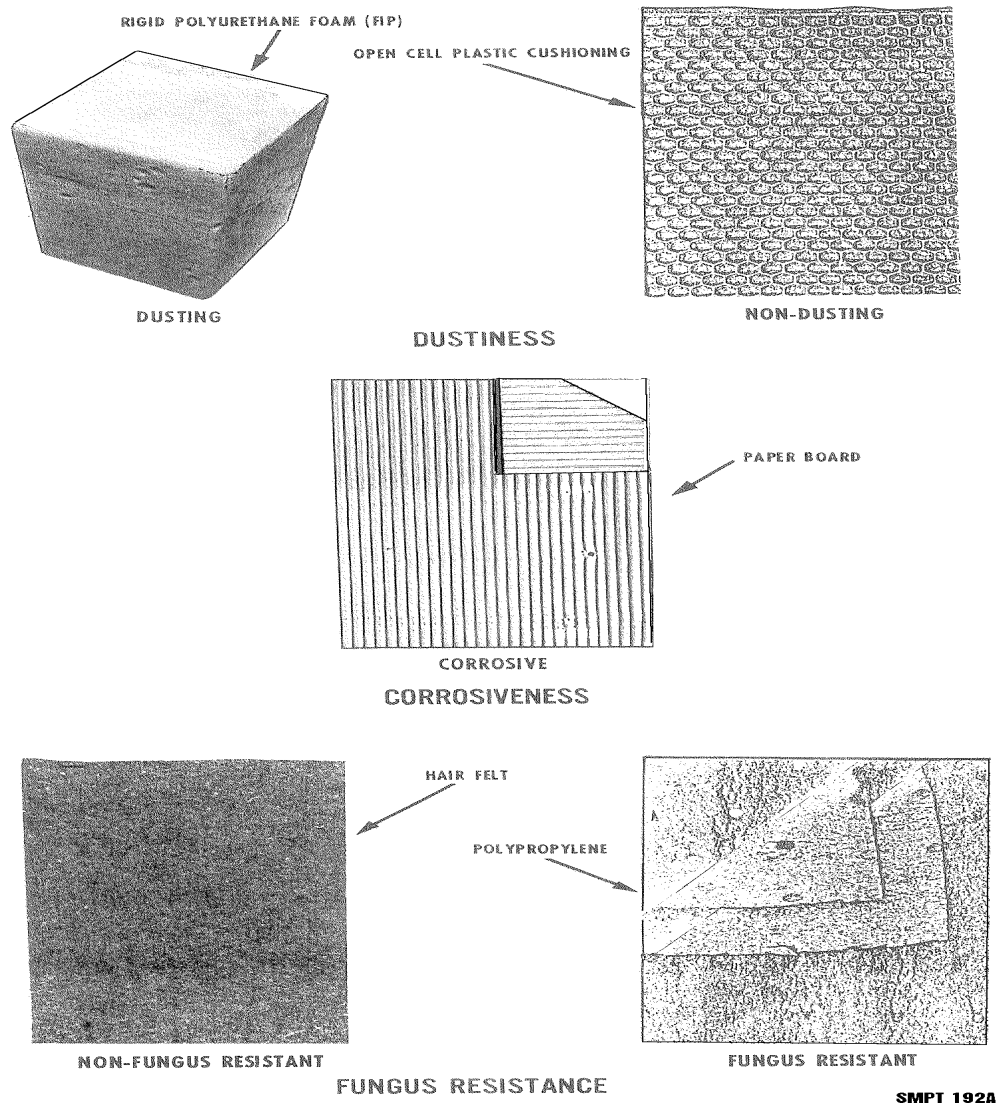 RIGID POLYURETHANE FOAM (FIP)
OPEN CELL PLASTIC CUSHIONING
DUSTING
NON-DUSTING
DUSTINESS
PAPER BOARD
CORROSIVE
CORROSIVENESS
HAIR FELT
POLYPROPYLENE
NON-FUNGUS RESISTANT
FUNGUS RESISTANT
FUNGUS RESISTANCE
SMPT 192A